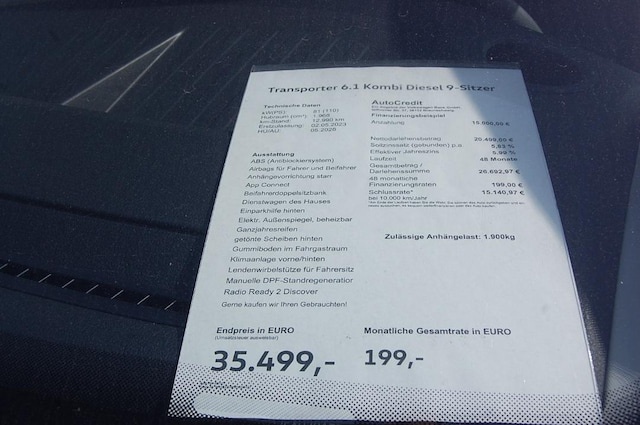 Transporter 6.1 Kombi Diesel 9-Sitzer
Technische Daten
kW(PS): 81 (110)
Hubraum (cm³): 1.968
km-Stand: 12.990 km
Erstzulassung: 02.05.2023
HU/AU: 05.2026
Ausstattung
ABS (Antiblockiersystem)
Airbags für Fahrer und Beifahrer
Anhängevorrichtung starr
App Connect
Beifahrerdoppelsitzbank
Dienstwagen des Hauses
Einparkhilfe hinten
Elektr. Außenspiegel, beheizbar
Ganzjahresreifen
getönte Scheiben hinten
Gummiboden im Fahrgastraum
Klimaanlage vorne/hinten
Lendenwirbelstütze für Fahrersitz
Manuelle DPF-Standregeneration
Radio Ready 2 Discover
Gerne kaufen wir Ihren Gebrauchten!
AutoCredit
Finanzierungsbeispiel
Anzahlung 15.000,00 €
Nettodarlehensbetrag 20.499,00 €
Sollzinssatz (gebunden) p.a. 5,83 %
Effektiver Jahreszins 5,99 %
Laufzeit 48 Monate
Gesamtbetrag /
Darlehenssumme 26.692,97 €
48 monatliche
Finanzierungsraten 199,00 €
Schlussrate* 15.140,97 €
bei 10.000 km/Jahr
Zulässige Anhängelast: 1.900kg
Endpreis in EURO
(Umsatzsteuer ausweisbar)
35.499,-
Monatliche Gesamtrate in EURO
199,-